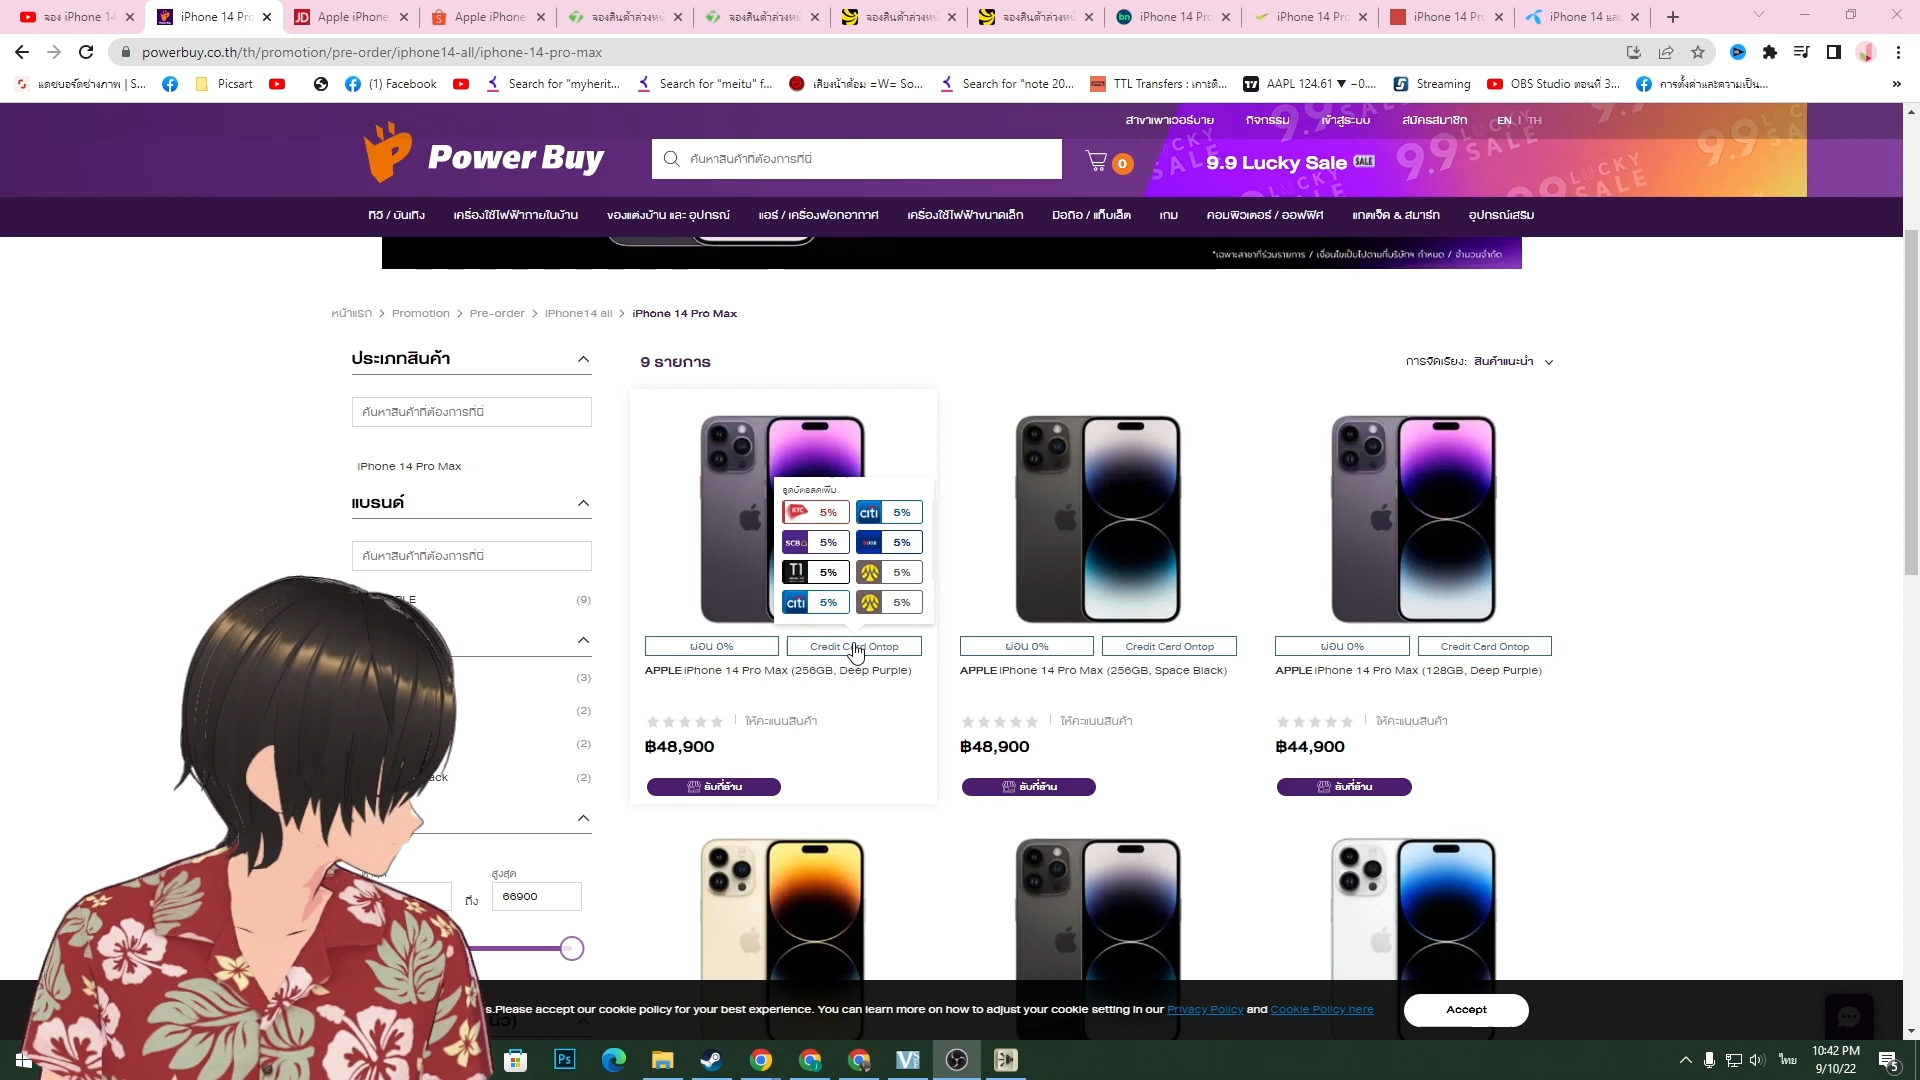 จอง iPhone 14
iPhone 14 Pro
Apple iPhone
Apple iPhone
จองสินค้าล่วงหน้า
จองสินค้าล่วงหน้า
จองสินค้าล่วงหน้า
จองสินค้าล่วงหน้า
iPhone 14 Pro
iPhone 14 Pro
iPhone 14 Pro
iPhone 14 และ
powerbuy.co.th/th/promotion/pre-order/iphone14-all/iphone-14-pro-max
แดชบอร์ดช่างภาพ | S...
Picsart
(1) Facebook
Search for "myherit...
Search for "meitu" f...
เสียงน้าค้อม =W= So...
Search for "note 20...
TTL Transfers : เกาะติ...
AAPL 124.61 ▼ −0....
Streaming
OBS Studio ตอนที่ 3...
การตั้งค่าและความเป็น...
สาขาเพาเวอร์บาย
กิจกรรม
เข้าสู่ระบบ
สมัครสมาชิก
EN | TH
Power Buy
ค้นหาสินค้าที่ต้องการที่นี่
0
9.9 Lucky Sale SALE
ทีวี / บันเทิง
เครื่องใช้ไฟฟ้าภายในบ้าน
ของแต่งบ้าน และ อุปกรณ์
แอร์ / เครื่องฟอกอากาศ
เครื่องใช้ไฟฟ้าขนาดเล็ก
มือถือ / แท็บเล็ต
เกม
คอมพิวเตอร์ / ออฟฟิศ
แกดเจ็ด & สมาร์ท
อุปกรณ์เสริม
*เฉพาะสาขาที่ร่วมรายการ / เงื่อนไขเป็นไปตามที่บริษัทฯ กำหนด / จำนวนจำกัด
หน้าแรก > Promotion > Pre-order > iPhone14 all > iPhone 14 Pro Max
ประเภทสินค้า
ค้นหาสินค้าที่ต้องการที่นี่
iPhone 14 Pro Max
แบรนด์
ค้นหาสินค้าที่ต้องการที่นี่
(9)
(3)
(2)
(2)
(2)
สูงสุด
ถึง
66900
9 รายการ
การจัดเรียง: สินค้าแนะนำ
รูดบัตรลดเพิ่ม
KTC 5%
citi 5%
SCB 5%
UOB 5%
T1 5%
5%
citi 5%
5%
ผ่อน 0%
Credit Card Ontop
APPLE iPhone 14 Pro Max (256GB, Deep Purple)
ให้คะแนนสินค้า
฿48,900
รับที่ร้าน
ผ่อน 0%
Credit Card Ontop
APPLE iPhone 14 Pro Max (256GB, Space Black)
ให้คะแนนสินค้า
฿48,900
รับที่ร้าน
ผ่อน 0%
Credit Card Ontop
APPLE iPhone 14 Pro Max (128GB, Deep Purple)
ให้คะแนนสินค้า
฿44,900
รับที่ร้าน
s.Please accept our cookie policy for your best experience. You can learn more on how to adjust your cookie setting in our Privacy Policy and Cookie Policy here
Accept
ไทย
10:42 PM
9/10/22
5